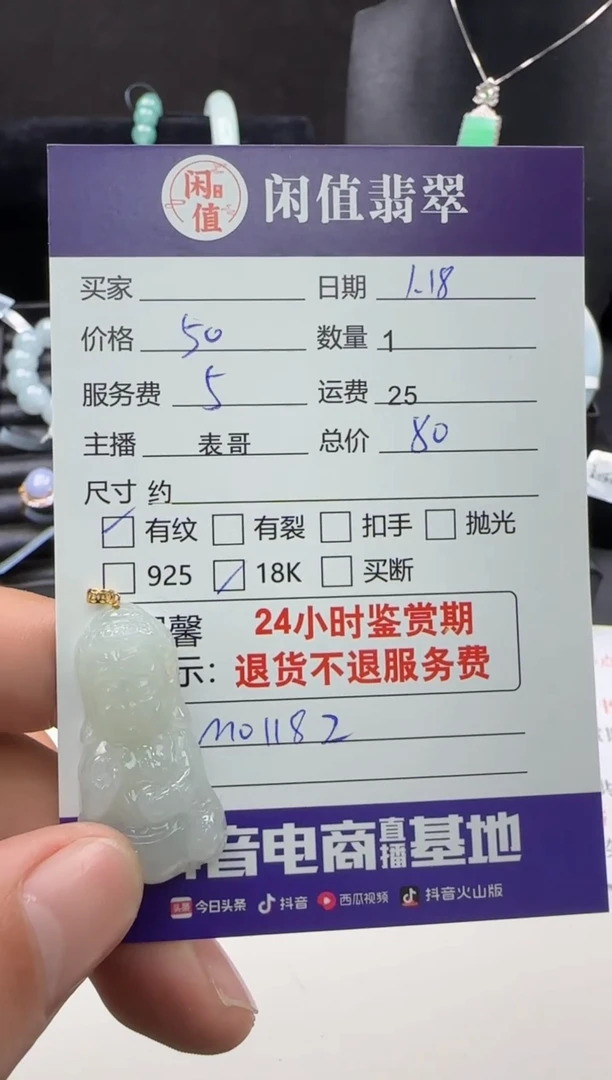 闲值 闲值翡翠
买家 日期 1.18
价格 50 数量 1
服务费 5 运费 25
主播 表哥 总价 80
尺寸 约
有纹 有裂 扣手 抛光
925 18K 买断
馨 24小时鉴赏期
示: 退货不退服务费
M01182
音电商直播基地
头条 今日头条 抖音 西瓜视频 抖音火山版